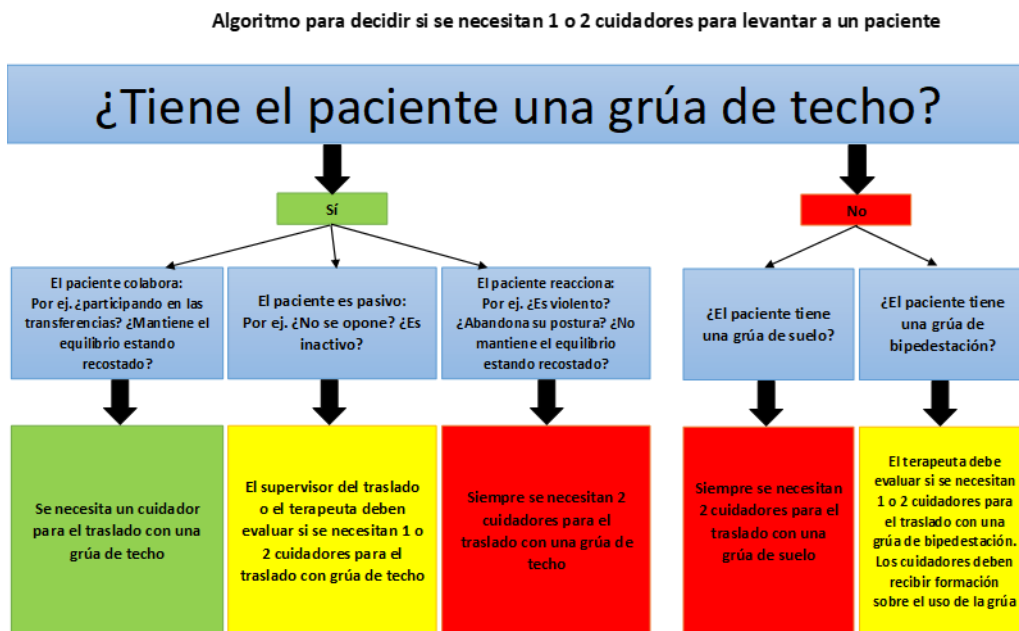 Algoritmo para decidir si se necesitan 1 o 2 cuidadores para levantar a un paciente
¿Tiene el paciente una grúa de techo?
Sí
No
El paciente colabora:
Por ej. ¿participando en las
transferencias? ¿Mantiene el
equilibrio estando
recostado?
El paciente es pasivo:
Por ej. ¿No se opone? ¿Es
inactivo?
El paciente reacciona:
Por ej. ¿Es violento?
¿Abandona su postura? ¿No
mantiene el equilibrio
estando recostado?
¿El paciente tiene
una grúa de suelo?
¿El paciente tiene
una grúa de
bipedestación?
Se necesita un cuidador
para el traslado con una
grúa de techo
El supervisor del traslado
o el terapeuta deben
evaluar si se necesitan 1 o
2 cuidadores para el
traslado con grúa de techo
Siempre se necesitan 2
cuidadores para el
traslado con una grúa de
techo
Siempre se necesitan
2 cuidadores para el
traslado con una
grúa de suelo
El terapeuta debe
evaluar si se necesitan
1 o 2 cuidadores para
el traslado con una
grúa de bipedestación.
Los cuidadores deben
recibir formación
sobre el uso de la grúa